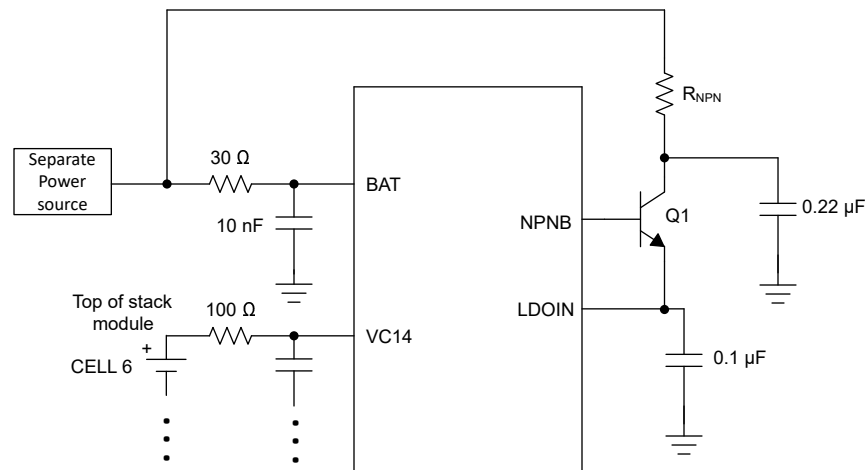 R_NPN
Separate
Power
source
30 Ω
BAT
10 nF
NPNB
Q1
0.22 µF
Top of stack
module
100 Ω
LDOIN
VC14
+
CELL 6
0.1 µF